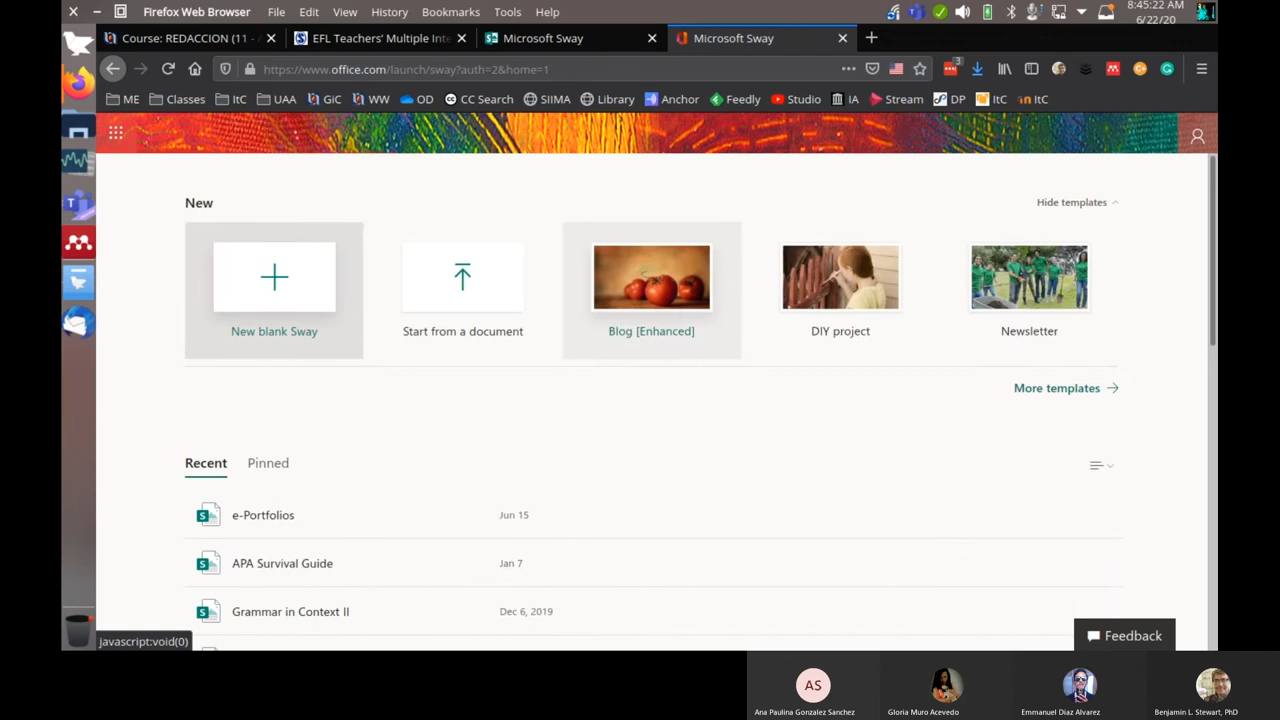 Firefox Web Browser File Edit View History Bookmarks Tools Help 8:45:22 AM
6/22/20
Course: REDACCION (11 - EFL Teachers' Multiple Inte Microsoft Sway Microsoft Sway
https://www.office.com/launch/sway?auth=2&home=1 3
ME Classes ItC UAA GiC WW OD CC Search SIIMA Library Anchor Feedly Studio IA Stream DP ItC ItC
New Hide templates
New blank Sway Start from a document Blog [Enhanced] DIY project Newsletter
More templates
Recent Pinned
S e-Portfolios Jun 15
S APA Survival Guide Jan 7
S Grammar in Context II Dec 6, 2019
Feedback
javascript:void(0)
AS
Ana Paulina Gonzalez Sanchez Gloria Muro Acevedo Emmanuel Diaz Alvarez Benjamin L. Stewart, PhD